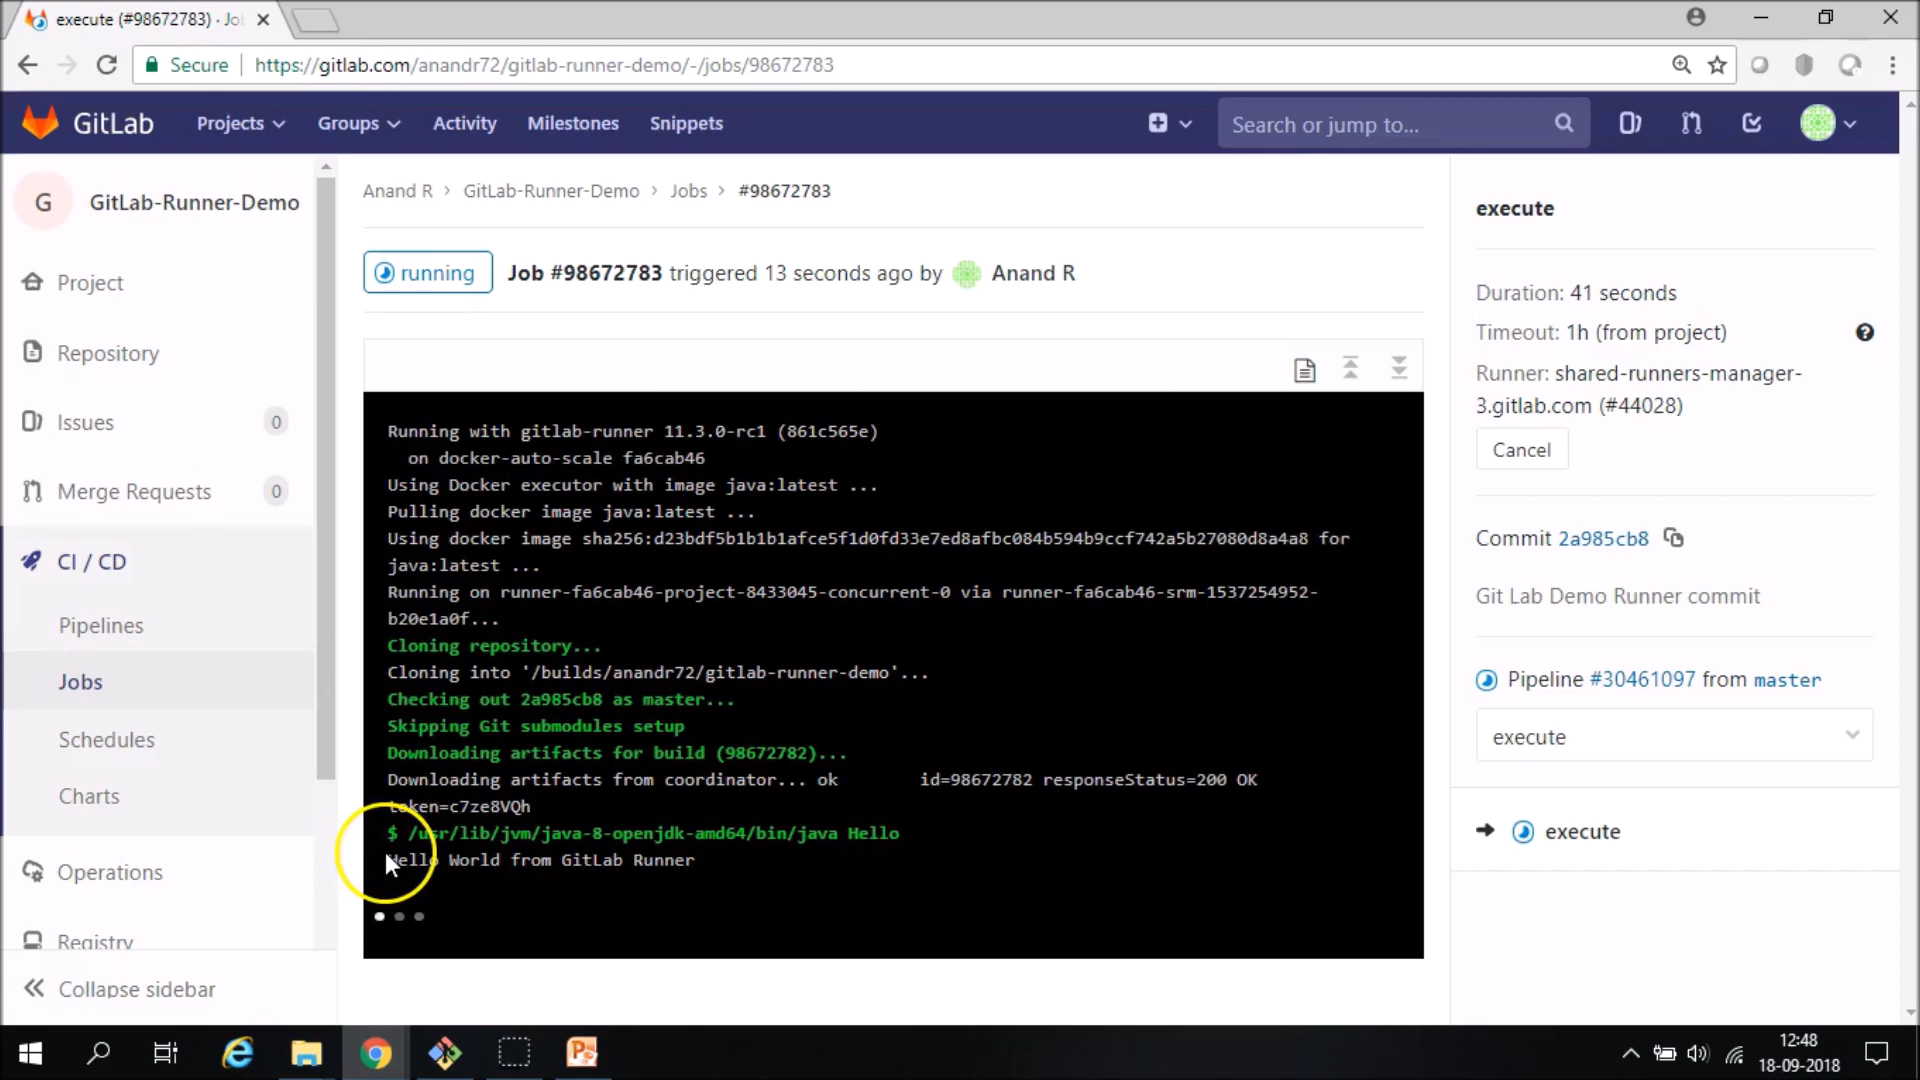 execute (#98672783) · Jo
Secure
https://gitlab.com/anandr72/gitlab-runner-demo/-/jobs/98672783
GitLab
Projects
Groups
Activity
Milestones
Snippets
Search or jump to...
G
GitLab-Runner-Demo
Project
Repository
Issues
0
Merge Requests
0
CI / CD
Pipelines
Jobs
Schedules
Charts
Operations
Registry
Collapse sidebar
Anand R > GitLab-Runner-Demo > Jobs > #98672783
running
Job #98672783 triggered 13 seconds ago by Anand R
Running with gitlab-runner 11.3.0-rc1 (861c565e)
on docker-auto-scale fa6cab46
Using Docker executor with image java:latest ...
Pulling docker image java:latest ...
Using docker image sha256:d23bdf5b1b1b1afce5f1d0fd33e7ed8afbc084b594b9ccf742a5b27080d8a4a8 for
java:latest ...
Running on runner-fa6cab46-project-8433045-concurrent-0 via runner-fa6cab46-srm-1537254952-
b20e1a0f...
Cloning repository...
Cloning into '/builds/anandr72/gitlab-runner-demo'...
Checking out 2a985cb8 as master...
Skipping Git submodules setup
Downloading artifacts for build (98672782)...
Downloading artifacts from coordinator... ok id=98672782 responseStatus=200 OK
token=c7ze8VQh
$ /usr/lib/jvm/java-8-openjdk-amd64/bin/java Hello
Hello World from GitLab Runner
execute
Duration: 41 seconds
Timeout: 1h (from project)
Runner: shared-runners-manager-
3.gitlab.com (#44028)
Cancel
Commit 2a985cb8
Git Lab Demo Runner commit
Pipeline #30461097 from master
execute
execute
12:48
18-09-2018